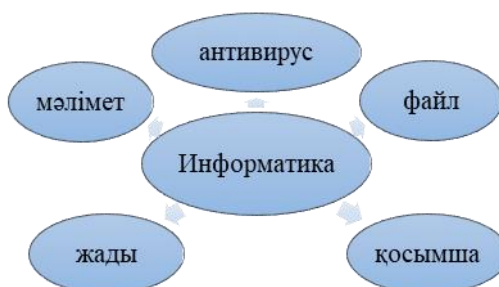 антивирус
мәлімет
файл
Информатика
жады
қосымша